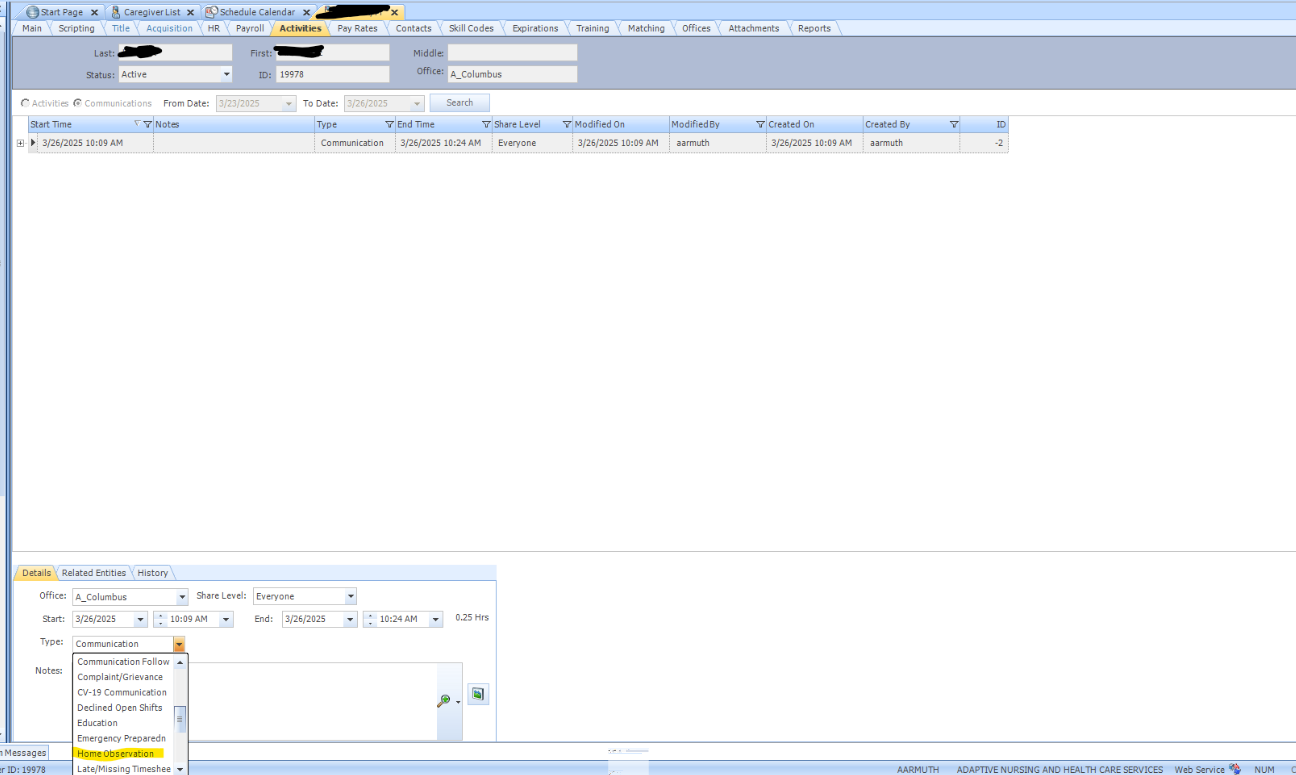 Start Page Caregiver List Schedule Calendar
Main Scripting Title Acquisition HR Payroll Activities Pay Rates Contacts Skill Codes Expirations Training Matching Offices Attachments Reports
Last: First: Middle:
Status: Active ID: 19978 Office: A_Columbus
Activities Communications From Date: 3/23/2025 To Date: 3/26/2025 Search
Start Time Notes Type End Time Share Level Modified On ModifiedBy Created On Created By ID
3/26/2025 10:09 AM Communication 3/26/2025 10:24 AM Everyone 3/26/2025 10:09 AM aarmuth 3/26/2025 10:09 AM aarmuth -2
Details Related Entities History
Office: A_Columbus Share Level: Everyone
Start: 3/26/2025 10:09 AM End: 3/26/2025 10:24 AM 0.25 Hrs
Type: Communication
Notes:
Communication Follow
Complaint/Grievance
CV-19 Communication
Declined Open Shifts
Education
Emergency Preparedn
Home Observation
Late/Missing Timeshee
n Messages
er ID: 19978 AARMUTH ADAPTIVE NURSING AND HEALTH CARE SERVICES Web Service NUM